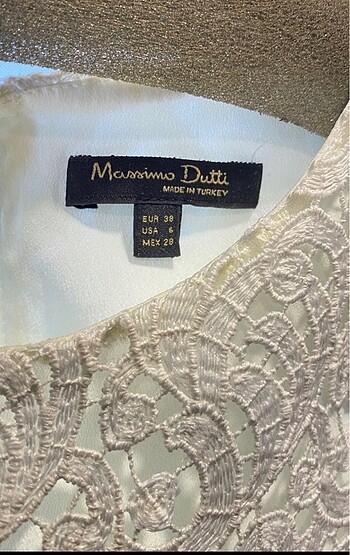 Massimo Dutti
MADE IN TURKEY
EUR 38
USA 6
MEX 28